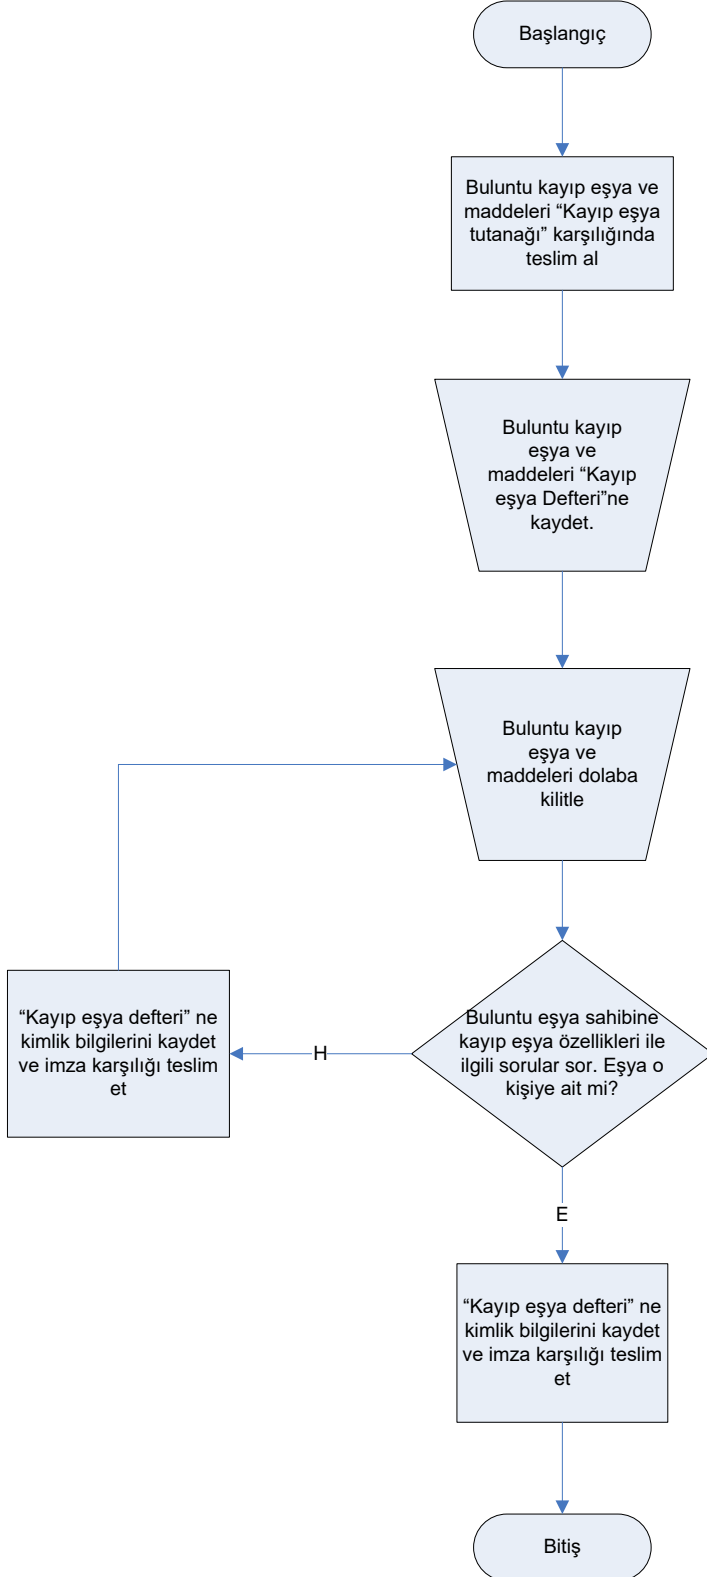 Başlangıç
Buluntu kayıp eşya ve
maddeleri “Kayıp eşya
tutanağı” karşılığında
teslim al
Buluntu kayıp
eşya ve
maddeleri “Kayıp
eşya Defteri”ne
kaydet.
Buluntu kayıp
eşya ve
maddeleri dolaba
kilitle
Buluntu eşya sahibine
kayıp eşya özellikleri ile
ilgili sorular sor. Eşya o
kişiye ait mi?
H
“Kayıp eşya defteri” ne
kimlik bilgilerini kaydet
ve imza karşılığı teslim
et
E
“Kayıp eşya defteri” ne
kimlik bilgilerini kaydet
ve imza karşılığı teslim
et
Bitiş